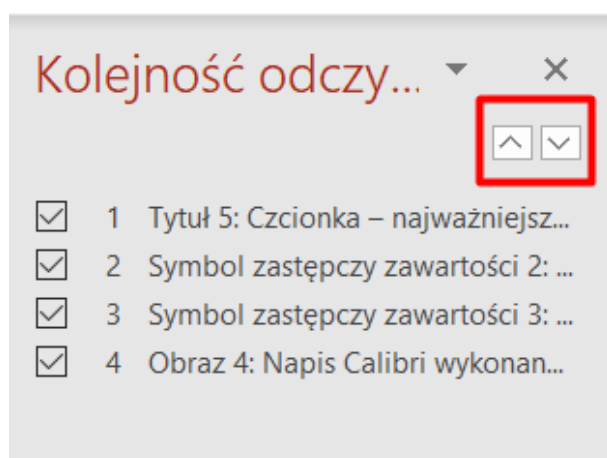 Kolejność odczy...
1 Tytuł 5: Czcionka – najważniejsz...
2 Symbol zastępczy zawartości 2: ...
3 Symbol zastępczy zawartości 3: ...
4 Obraz 4: Napis Calibri wykonan...